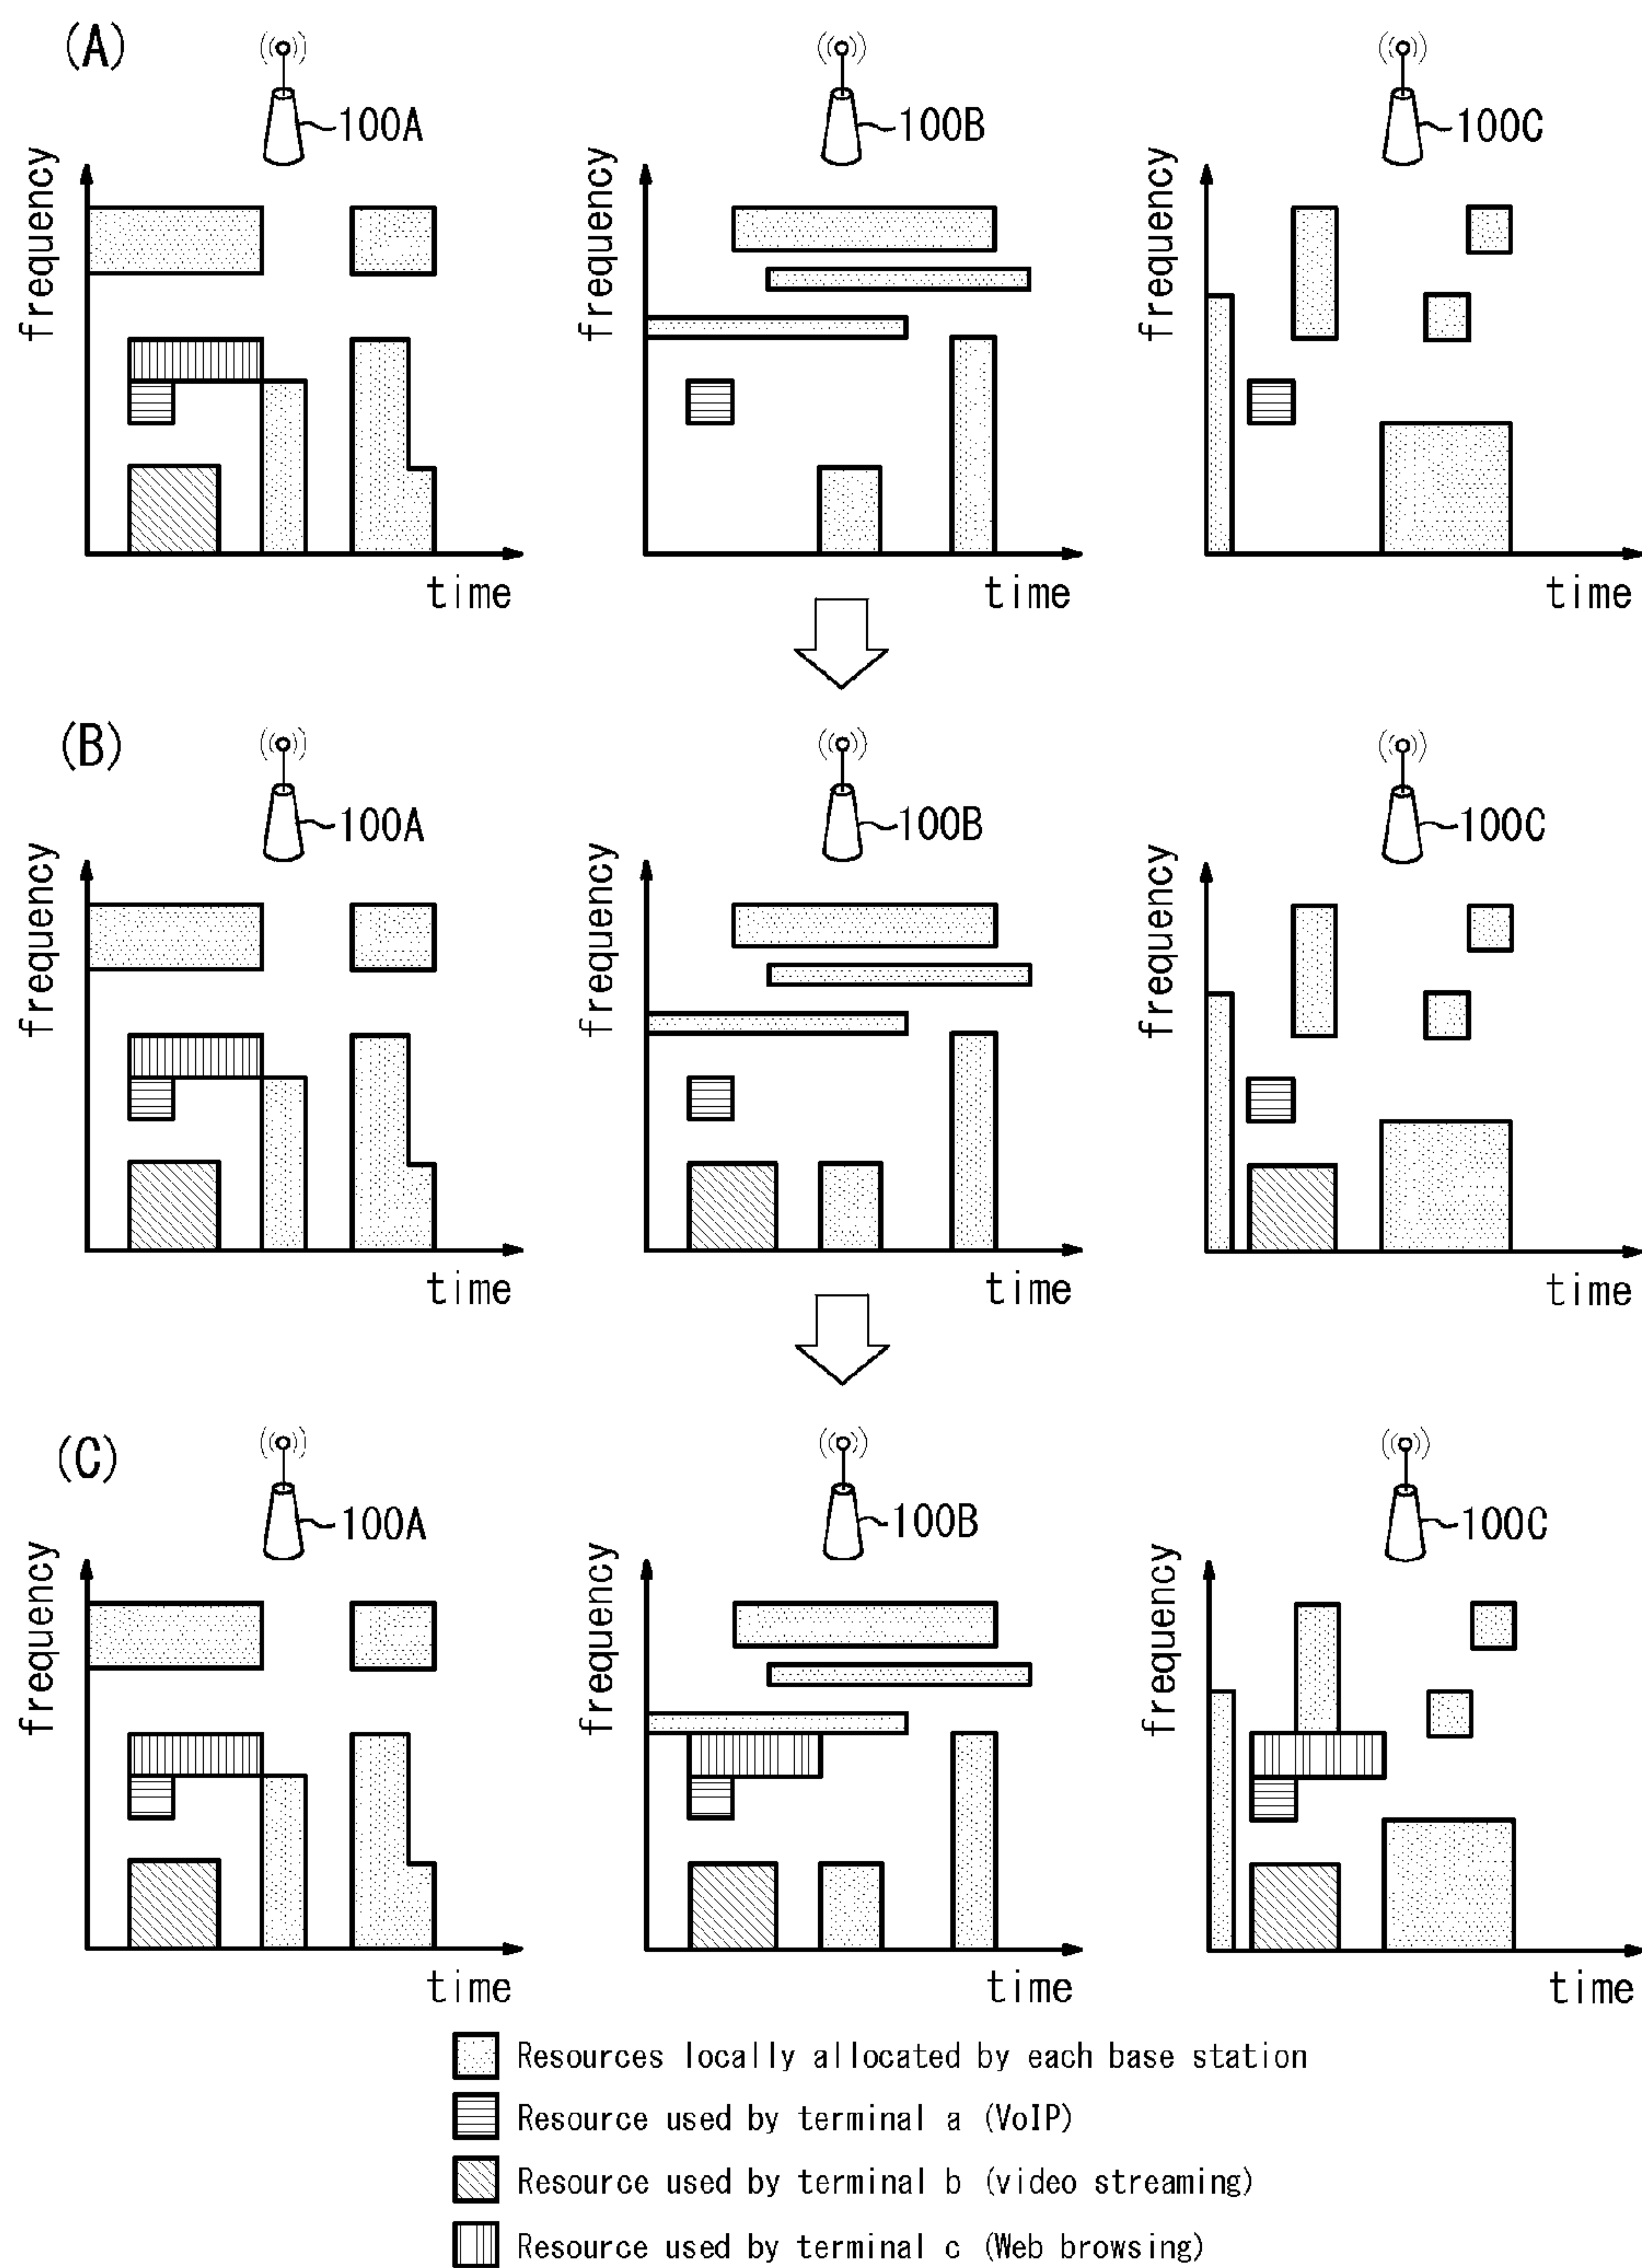 (A)
100A
100B
100C
frequency
frequency
frequency
time
time
time
(B)
100A
100B
100C
frequency
frequency
frequency
time
time
time
(C)
100A
100B
100C
frequency
frequency
frequency
time
time
time
Resources locally allocated by each base station
Resource used by terminal a (VoIP)
Resource used by terminal b (video streaming)
Resource used by terminal c (Web browsing)